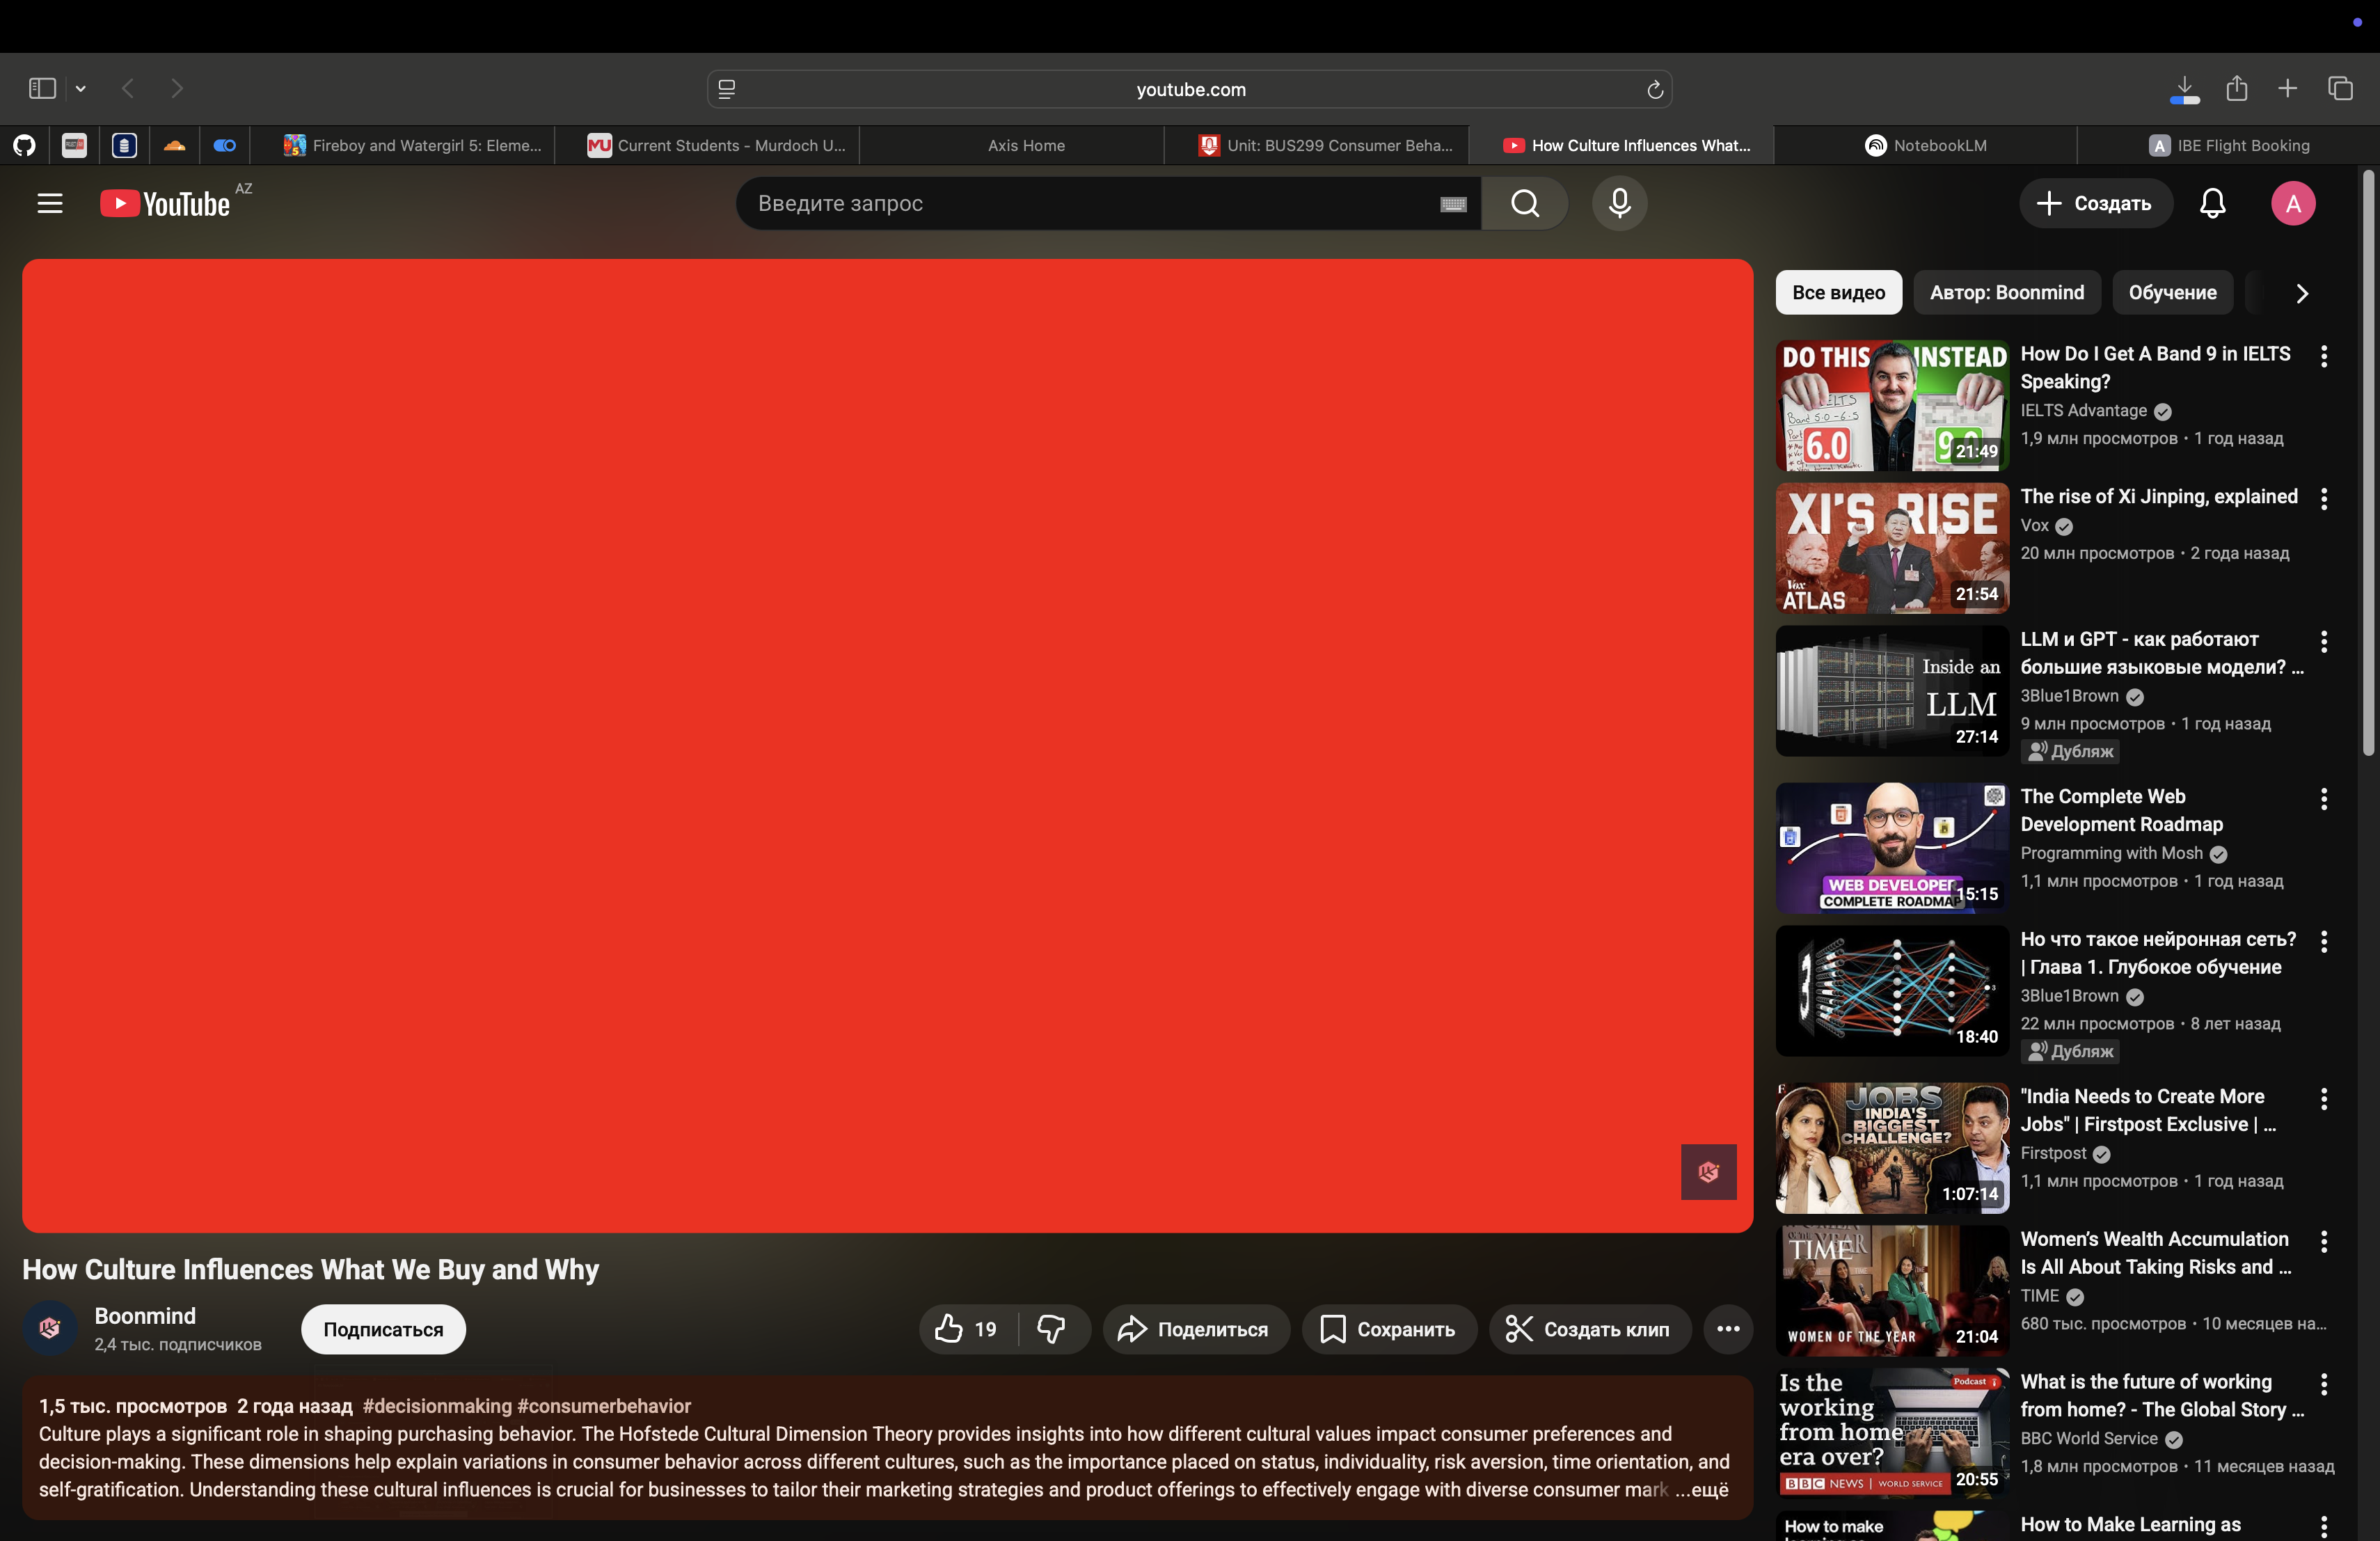 youtube.com
Fireboy and Watergirl 5: Eleme...
MU Current Students - Murdoch U...
Axis Home
Unit: BUS299 Consumer Beha...
How Culture Influences What...
NotebookLM
A IBE Flight Booking
YouTube AZ
Введите запрос
Создать
A
Все видео
Автор: Boonmind
Обучение
DO THIS INSTEAD
6.0
21:49
How Do I Get A Band 9 in IELTS
Speaking?
IELTS Advantage
1,9 млн просмотров • 1 год назад
XI'S RISE
Vox
ATLAS
21:54
The rise of Xi Jinping, explained
Vox
20 млн просмотров • 2 года назад
Inside an
LLM
27:14
LLM и GPT - как работают
большие языковые модели? ...
3Blue1Brown
9 млн просмотров • 1 год назад
Дубляж
WEB DEVELOPER
COMPLETE ROADMAP
15:15
The Complete Web
Development Roadmap
Programming with Mosh
1,1 млн просмотров • 1 год назад
18:40
Но что такое нейронная сеть?
| Глава 1. Глубокое обучение
3Blue1Brown
22 млн просмотров • 8 лет назад
Дубляж
JOBS
INDIA'S
BIGGEST
CHALLENGE?
1:07:14
"India Needs to Create More
Jobs" | Firstpost Exclusive | ...
Firstpost
1,1 млн просмотров • 1 год назад
TIME
WOMEN OF THE YEAR
21:04
Women's Wealth Accumulation
Is All About Taking Risks and ...
TIME
680 тыс. просмотров • 10 месяцев на...
Is the
working
from home
era over?
Podcast
BBC NEWS | WORLD SERVICE
20:55
What is the future of working
from home? - The Global Story ...
BBC World Service
1,8 млн просмотров • 11 месяцев назад
How to make
How to Make Learning as
How Culture Influences What We Buy and Why
Boonmind
2,4 тыс. подписчиков
Подписаться
19
Поделиться
Сохранить
Создать клип
1,5 тыс. просмотров 2 года назад #decisionmaking #consumerbehavior
Culture plays a significant role in shaping purchasing behavior. The Hofstede Cultural Dimension Theory provides insights into how different cultural values impact consumer preferences and
decision-making. These dimensions help explain variations in consumer behavior across different cultures, such as the importance placed on status, individuality, risk aversion, time orientation, and
self-gratification. Understanding these cultural influences is crucial for businesses to tailor their marketing strategies and product offerings to effectively engage with diverse consumer mark ...ещё